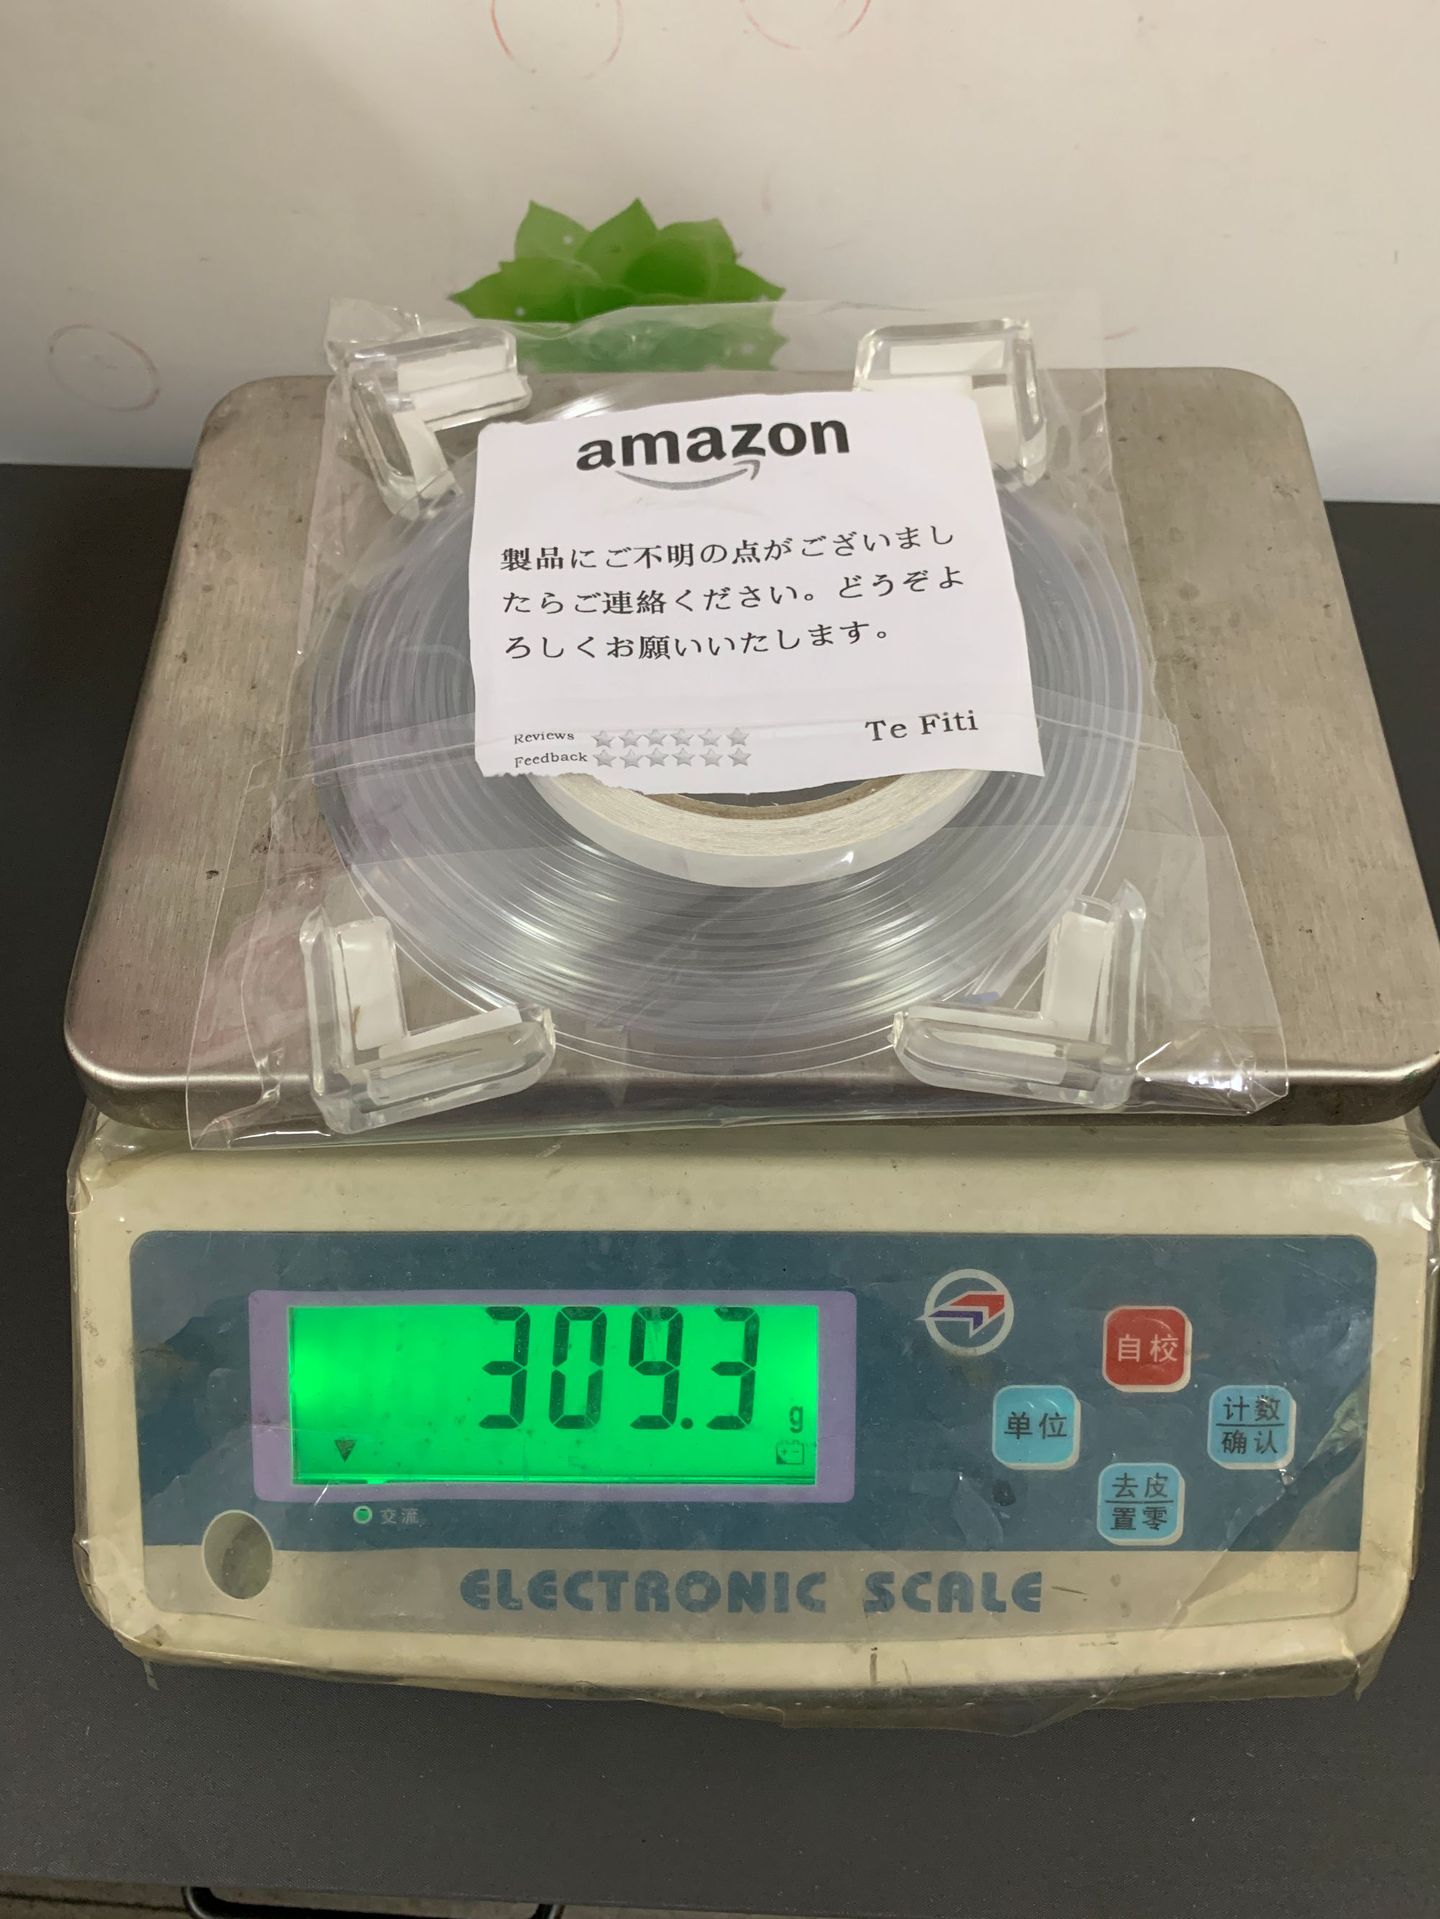 amazon
製品にご不明の点がございまし
たらご連絡ください。どうぞよ
ろしくお願いいたします。
Reviews
Feedback
Te Fiti
309.3
g
交流
自校
单位
计数
确认
去皮
置零
ELECTRONIC SCALE